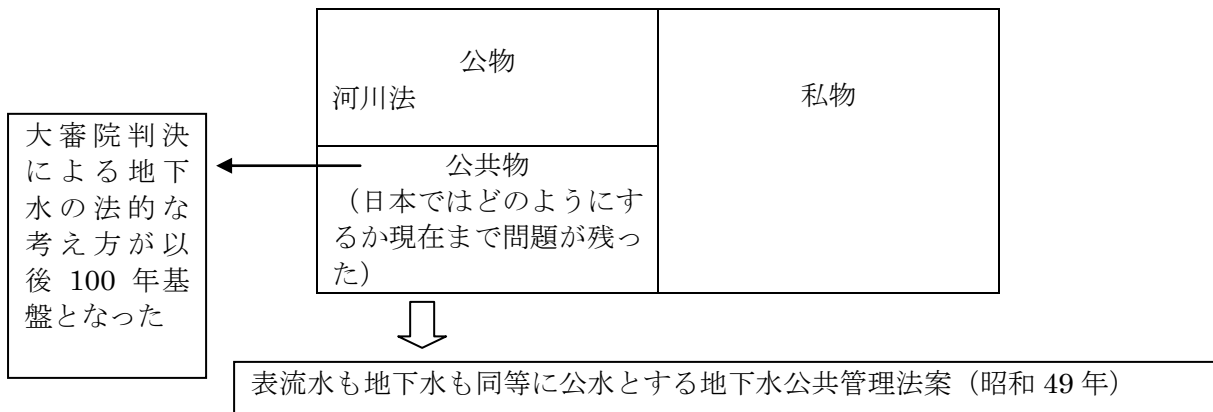 公物
河川法
私物
公共物
（日本ではどのようにす
るか現在まで問題が残っ
た）
大審院判決
による地下
水の法的な
考え方が以
後 100 年基
盤となった
表流水も地下水も同等に公水とする地下水公共管理法案（昭和 49 年）